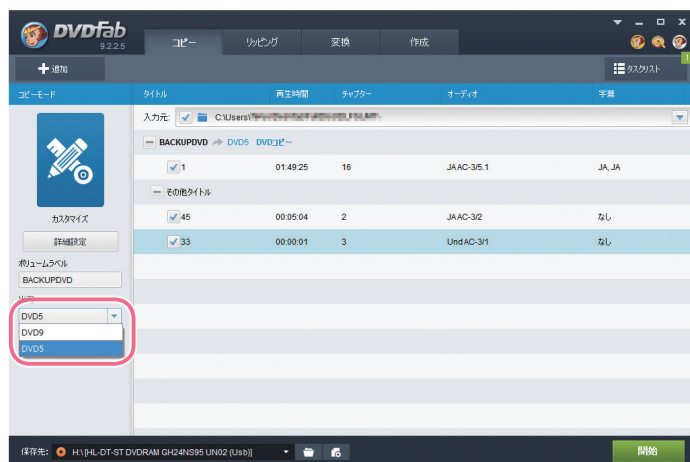 DVDFab
9.2.2.5
コピー リッピング 変換 作成
追加
タスクリスト
1
コピーモード タイトル 再生時間 チャプター オーディオ 字幕
入力元: C:\Users\
BACKUPDVD DVD5 DVDコピー
1 01:49:25 16 JA AC-3/5.1 JA, JA
その他タイトル
45 00:05:04 2 JA AC-3/2 なし
33 00:00:01 3 Und AC-3/1 なし
カスタマイズ
詳細設定
ボリュームラベル
BACKUPDVD
DVD5
DVD9
DVD5
保存先: H:\ [HL-DT-ST DVDRAM GH24NS95 UN02 (Usb)]
開始